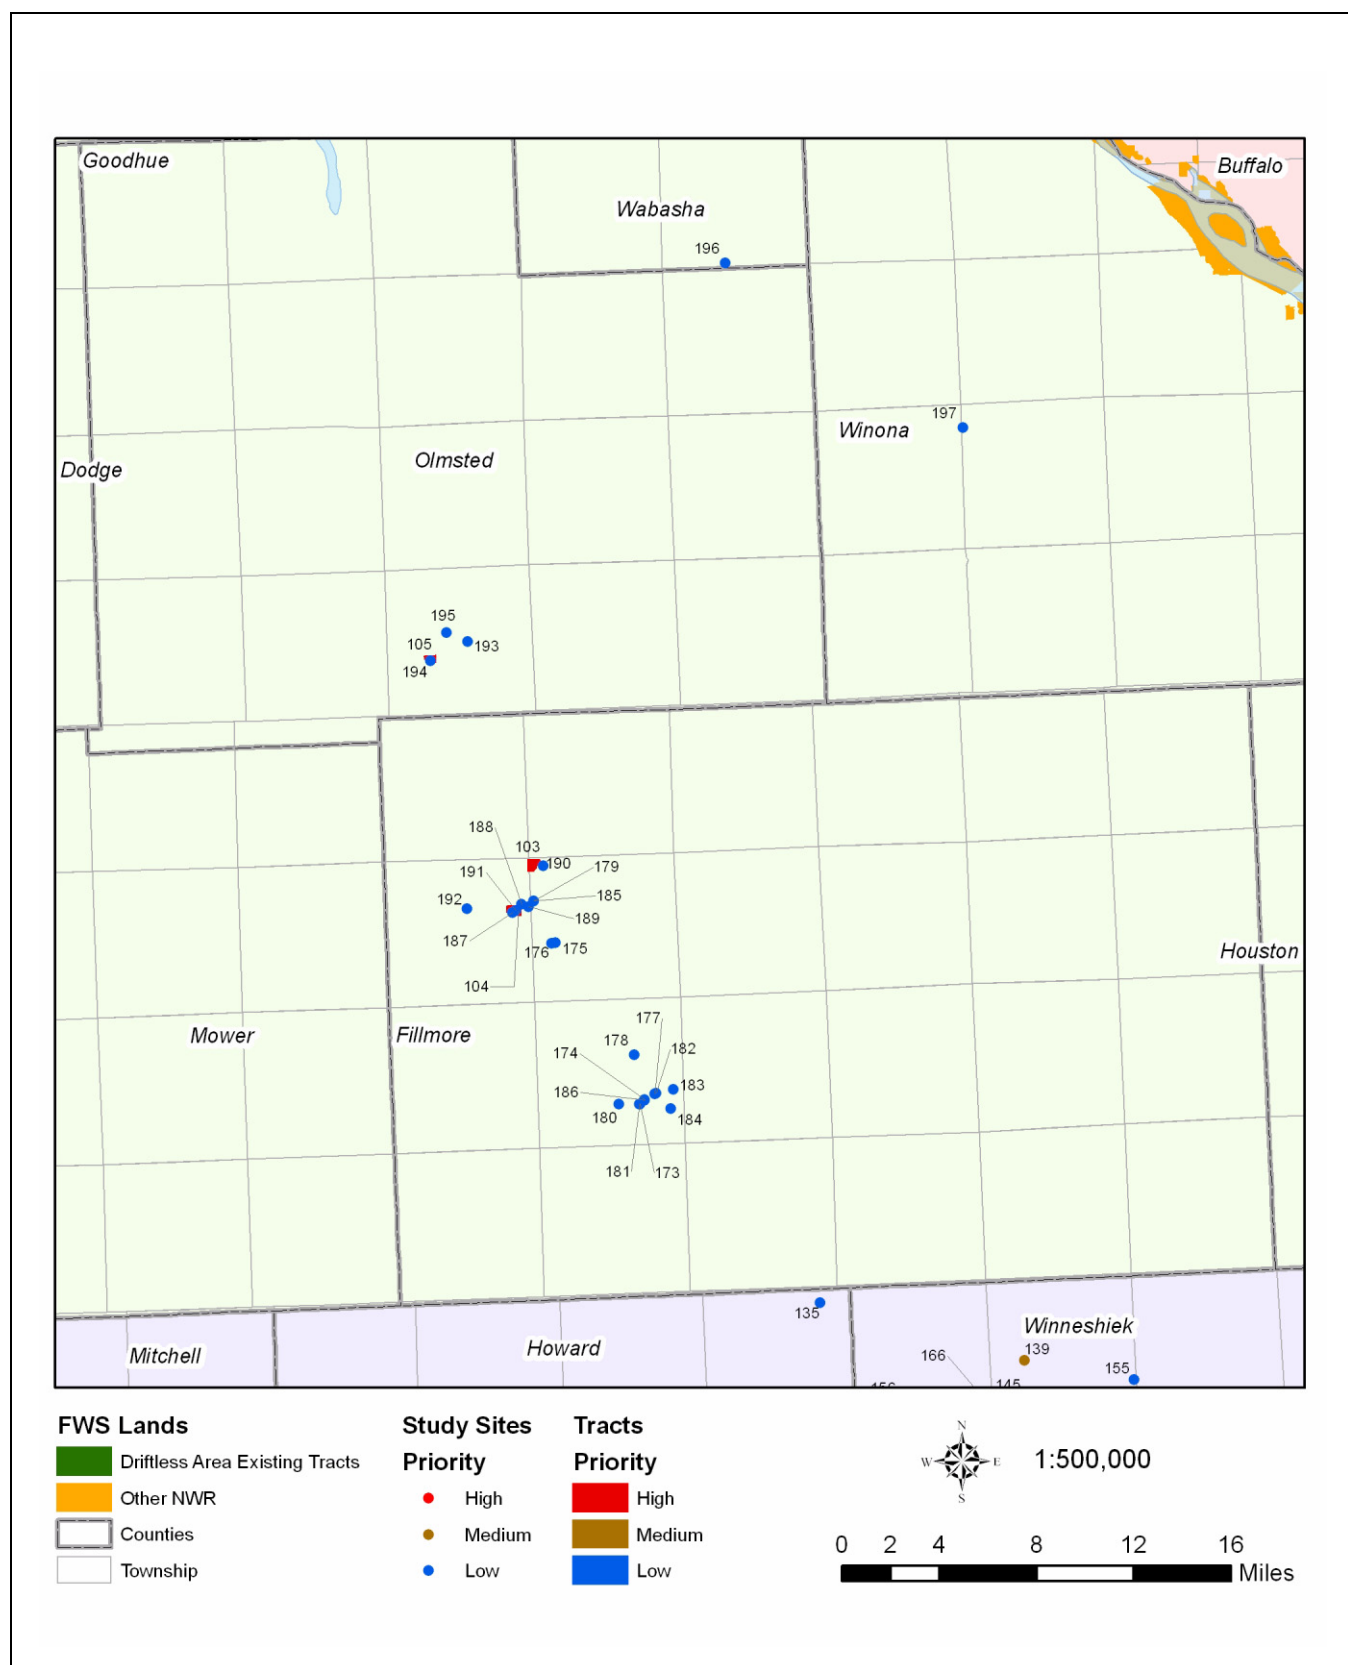 Goodhue
Buffalo
Wabasha
196
197
Winona
Olmsted
Dodge
195
105
193
194
188
103
190
179
191
192
185
189
187
176
175
104
Houston
Mower
Fillmore
177
178
182
174
183
186
180
184
181
173
135
Winneshiek
Howard
139
Mitchell
166
155
156
145
FWS Lands
Driftless Area Existing Tracts
Other NWR
Counties
Township
Study Sites
Priority
High
Medium
Low
Tracts
Priority
High
Medium
Low
N
W
E
S
1:500,000
0 2 4 8 12 16
Miles